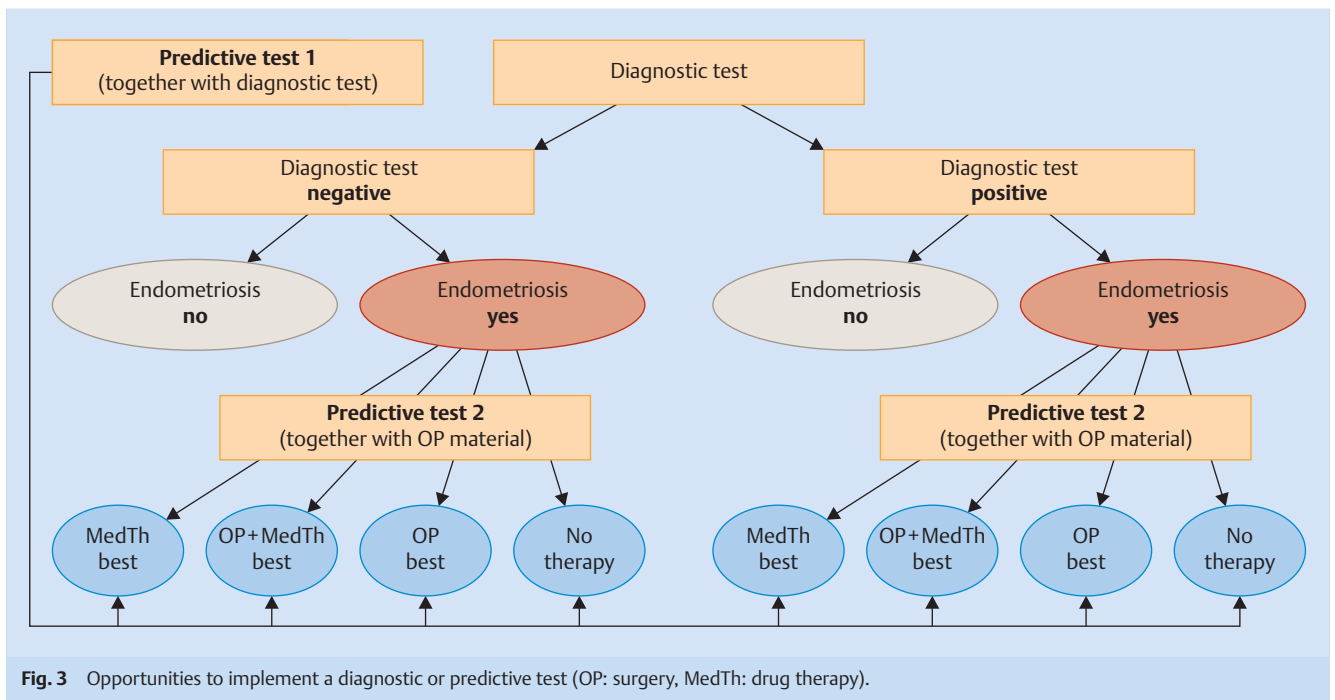 Predictive test 1
(together with diagnostic test)
Diagnostic test
Diagnostic test
negative
Diagnostic test
positive
Endometriosis
no
Endometriosis
yes
Endometriosis
no
Endometriosis
yes
Predictive test 2
(together with OP material)
Predictive test 2
(together with OP material)
MedTh
best
OP+MedTh
best
OP
best
No
therapy
MedTh
best
OP+MedTh
best
OP
best
No
therapy
Fig. 3 Opportunities to implement a diagnostic or predictive test (OP: surgery, MedTh: drug therapy).